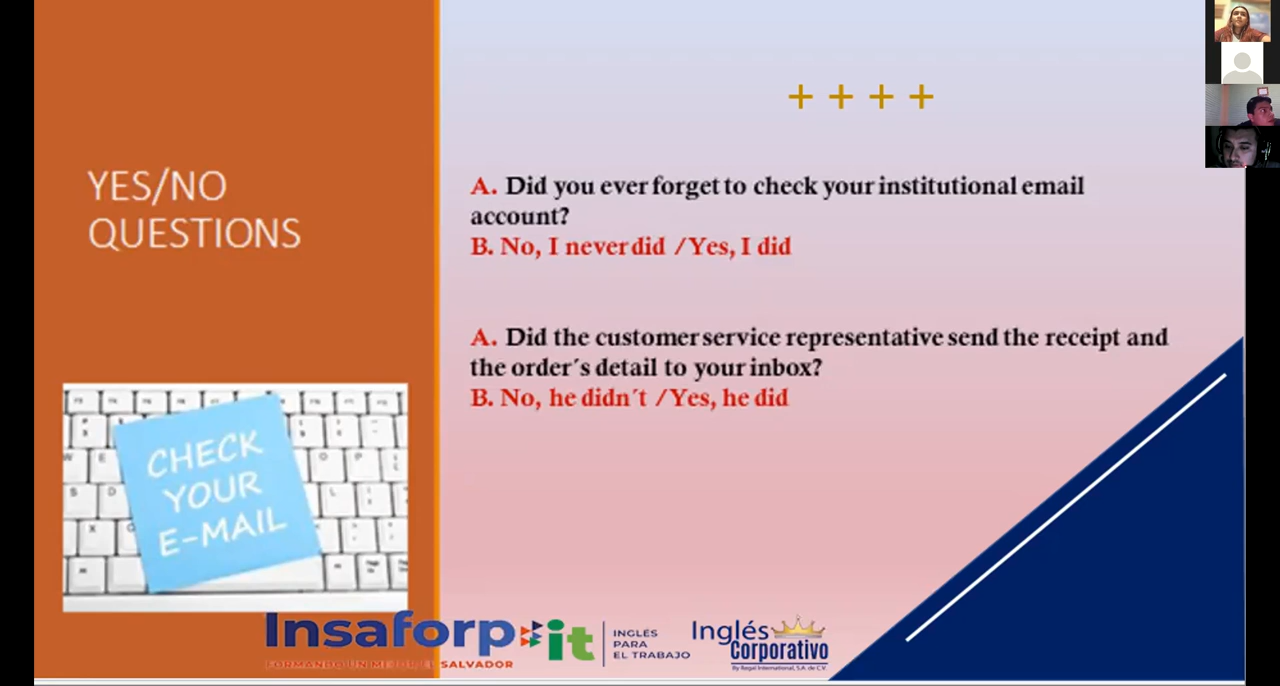 YES/NO
QUESTIONS
++++
A. Did you ever forget to check your institutional email
account?
B. No, I never did /Yes, I did
A. Did the customer service representative send the receipt and
the order´s detail to your inbox?
B. No, he didn´t /Yes, he did
CHECK
YOUR
E-MAIL
Insaforp it
FORMANDO UN MEJOR EL SALVADOR
INGLÉS
PARA
EL TRABAJO
Inglés
Corporativo
By Regal International, S.A. de C.V.